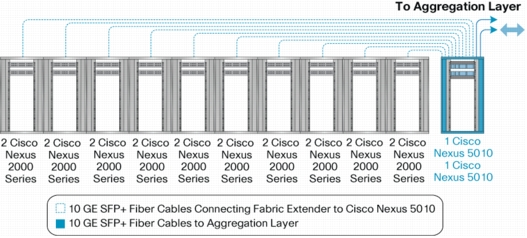 To Aggregation Layer
2 Cisco
Nexus
2000
Series
2 Cisco
Nexus
2000
Series
2 Cisco
Nexus
2000
Series
2 Cisco
Nexus
2000
Series
2 Cisco
Nexus
2000
Series
2 Cisco
Nexus
2000
Series
2 Cisco
Nexus
2000
Series
2 Cisco
Nexus
2000
Series
2 Cisco
Nexus
2000
Series
1 Cisco
Nexus 5010
1 Cisco
Nexus 5010
10 GE SFP+ Fiber Cables Connecting Fabric Extender to Cisco Nexus 5010
10 GE SFP+ Fiber Cables to Aggregation Layer